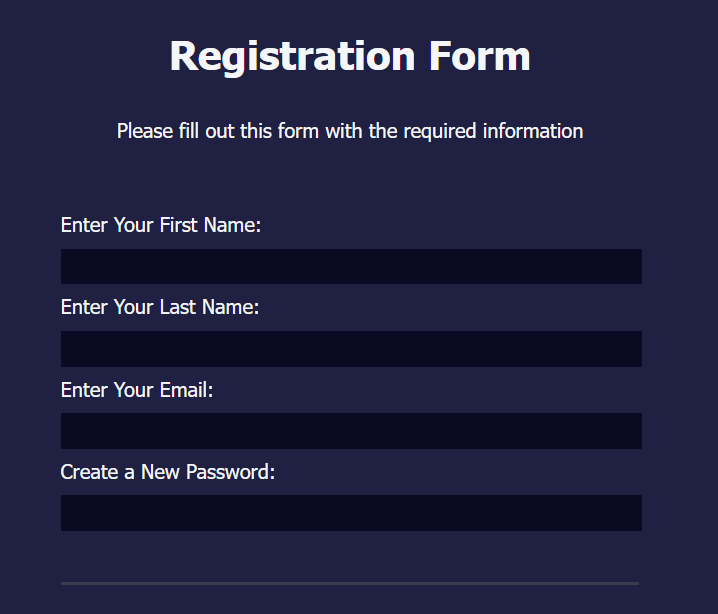 Registration Form
Please fill out this form with the required information
Enter Your First Name:
Enter Your Last Name:
Enter Your Email:
Create a New Password: